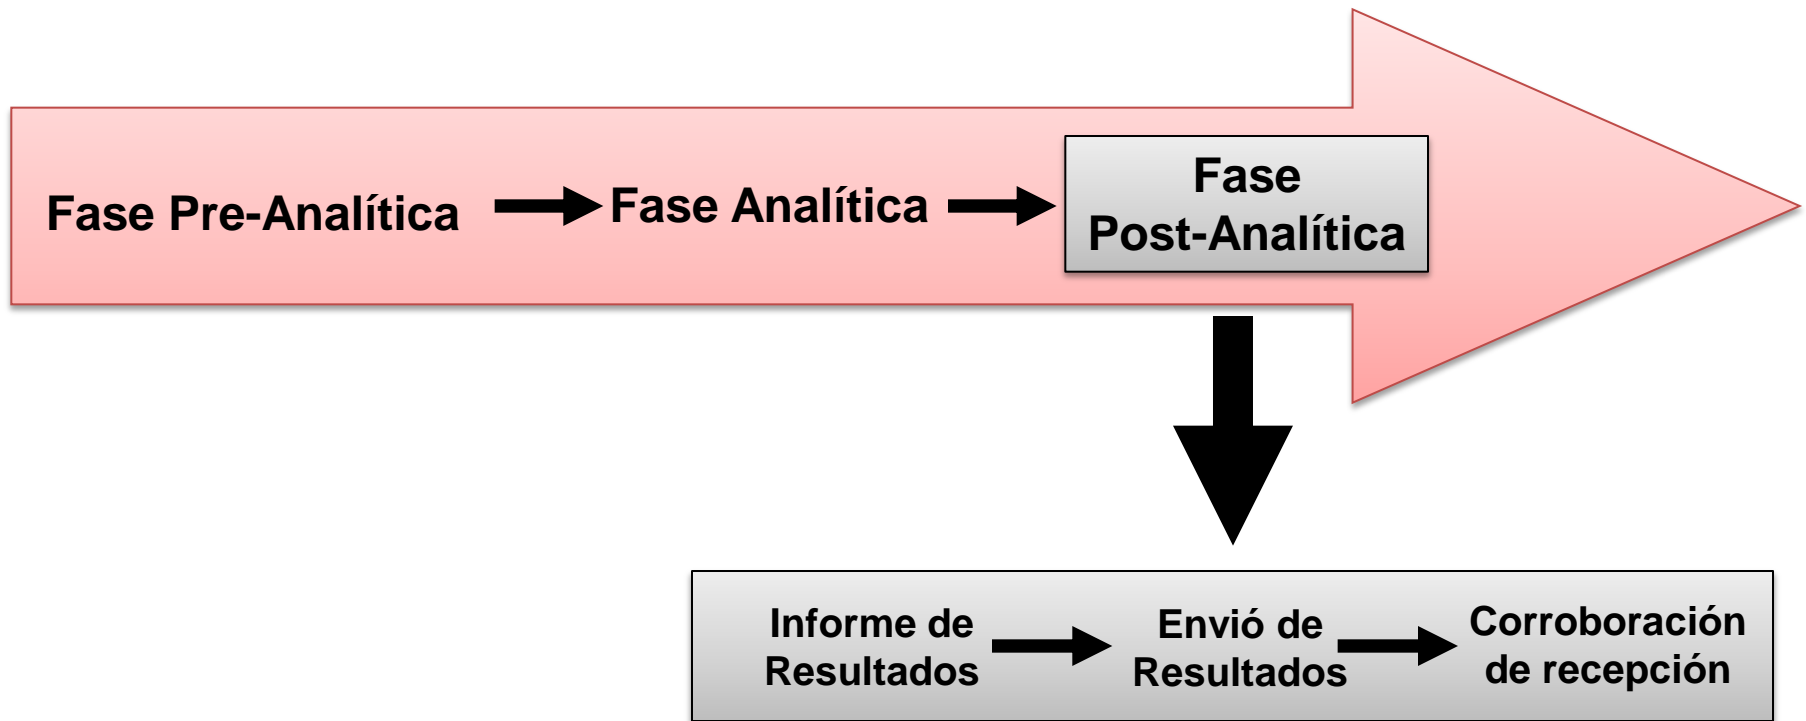 Fase Pre-Analítica
Fase Analítica
Fase
Post-Analítica
Informe de
Resultados
Envió de
Resultados
Corroboración
de recepción